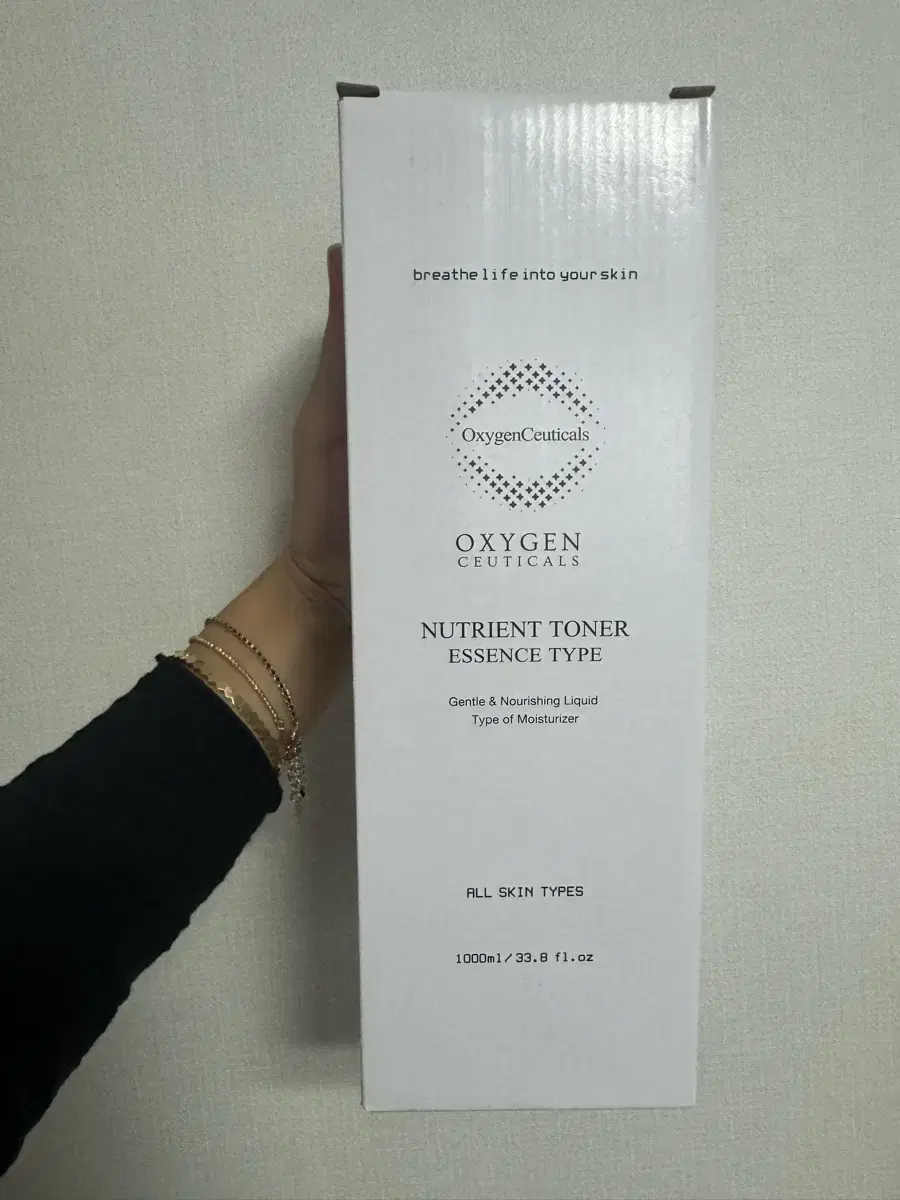 breathe life into your skin
OxygenCeuticals
OXYGEN
CEUTICALS
NUTRIENT TONER
ESSENCE TYPE
Gentle & Nourishing Liquid
Type of Moisturizer
ALL SKIN TYPES
1000ml/33.8 fl.oz